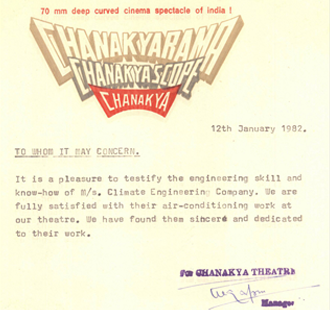 70 mm deep curved cinema spectacle of india !
CHANAKYARAMA
CHANAKYASCOPE
CHANAKYA
12th January 1982.
TO WHOM IT MAY CONCERN.
It is a pleasure to testify the engineering skill and
know-how of M/s. Climate Engineering Company. We are
fully satisfied with their air-conditioning work at
our theatre. We have found them sincere and dedicated
to their work.
For CHANAKYA THEATRE
Manager